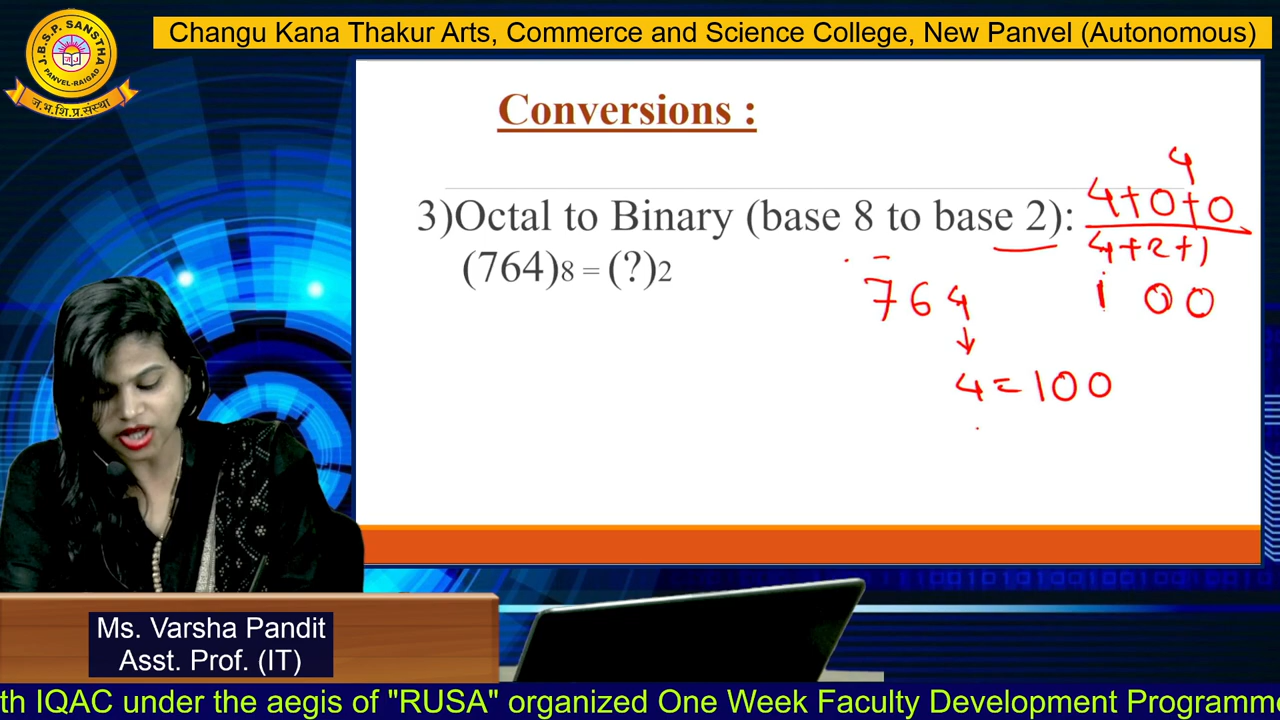 Changu Kana Thakur Arts, Commerce and Science College, New Panvel (Autonomous)
J.B.S.P. SANSTHA
PANVEL-RAIGAD
ज.भ.शि.प्र.संस्था
Conversions :
4
4+0+0
3)Octal to Binary (base 8 to base 2):
4+2+1
(764)8 = (?)2
764
1 00
4=100
Ms. Varsha Pandit
Asst. Prof. (IT)
th IQAC under the aegis of "RUSA" organized One Week Faculty Development Programme